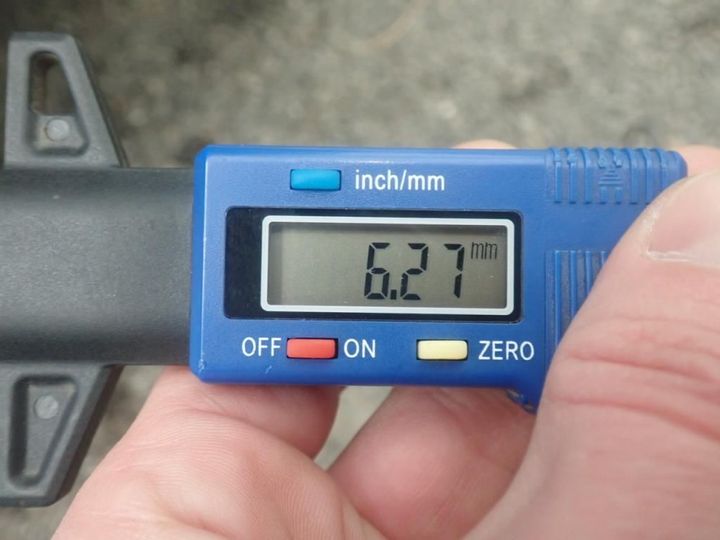 inch/mm
6.27 mm
OFF ON ZERO